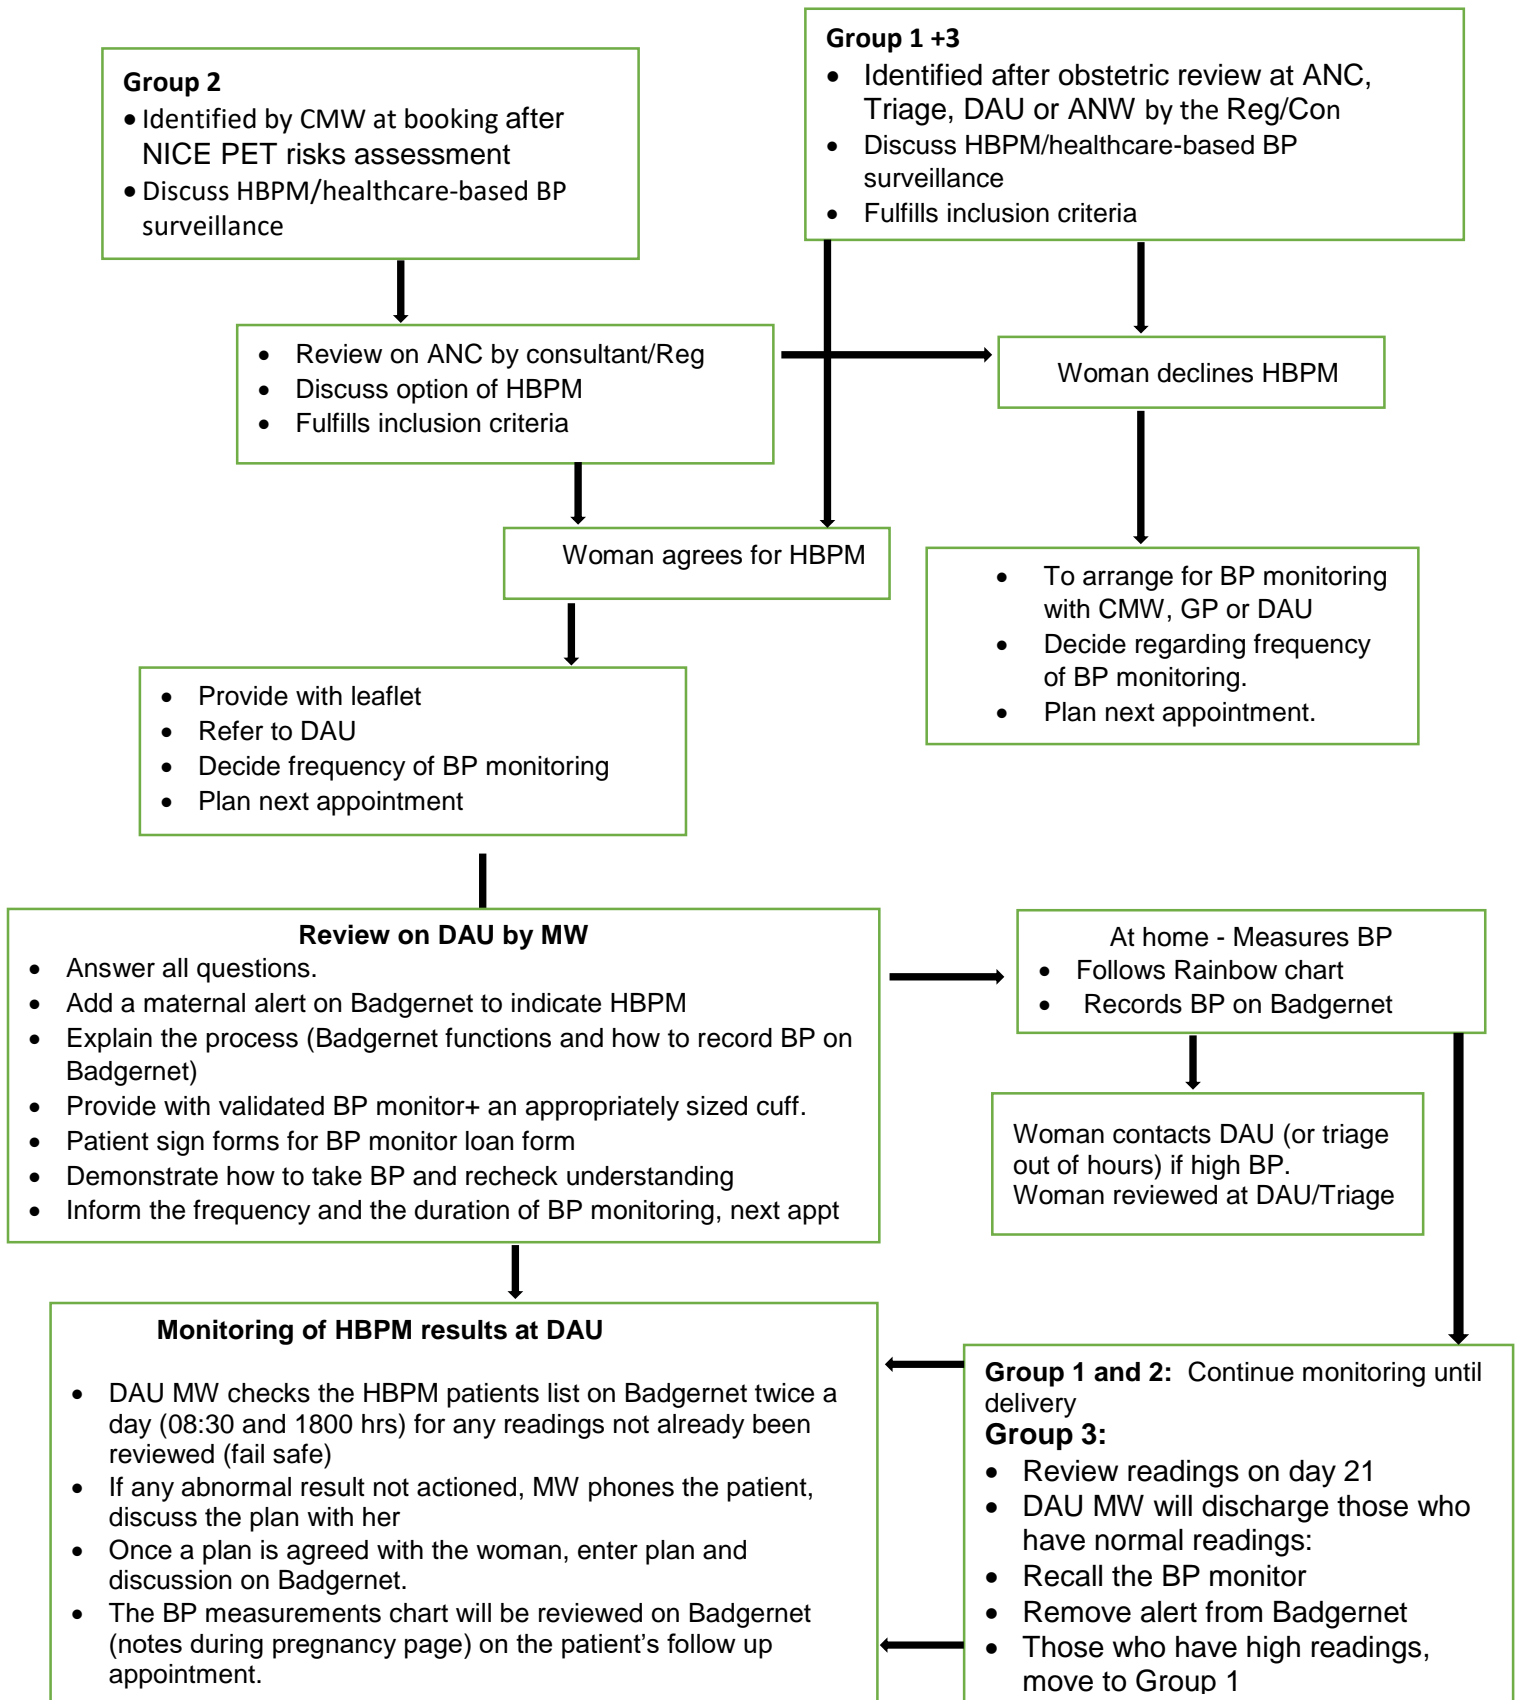 Group 2
• Identified by CMW at booking after
NICE PET risks assessment
• Discuss HBPM/healthcare-based BP
surveillance
Group 1 +3
• Identified after obstetric review at ANC,
Triage, DAU or ANW by the Reg/Con
• Discuss HBPM/healthcare-based BP
surveillance
• Fulfills inclusion criteria
• Review on ANC by consultant/Reg
• Discuss option of HBPM
• Fulfills inclusion criteria
Woman declines HBPM
Woman agrees for HBPM
• To arrange for BP monitoring
with CMW, GP or DAU
• Decide regarding frequency
of BP monitoring.
• Plan next appointment.
• Provide with leaflet
• Refer to DAU
• Decide frequency of BP monitoring
• Plan next appointment
Review on DAU by MW
• Answer all questions.
• Add a maternal alert on Badgernet to indicate HBPM
• Explain the process (Badgernet functions and how to record BP on
Badgernet)
• Provide with validated BP monitor+ an appropriately sized cuff.
• Patient sign forms for BP monitor loan form
• Demonstrate how to take BP and recheck understanding
• Inform the frequency and the duration of BP monitoring, next appt
At home - Measures BP
• Follows Rainbow chart
• Records BP on Badgernet
Woman contacts DAU (or triage
out of hours) if high BP.
Woman reviewed at DAU/Triage
Monitoring of HBPM results at DAU
• DAU MW checks the HBPM patients list on Badgernet twice a
day (08:30 and 1800 hrs) for any readings not already been
reviewed (fail safe)
• If any abnormal result not actioned, MW phones the patient,
discuss the plan with her
• Once a plan is agreed with the woman, enter plan and
discussion on Badgernet.
• The BP measurements chart will be reviewed on Badgernet
(notes during pregnancy page) on the patient's follow up
appointment.
Group 1 and 2: Continue monitoring until
delivery
Group 3:
• Review readings on day 21
• DAU MW will discharge those who
have normal readings:
• Recall the BP monitor
• Remove alert from Badgernet
• Those who have high readings,
move to Group 1